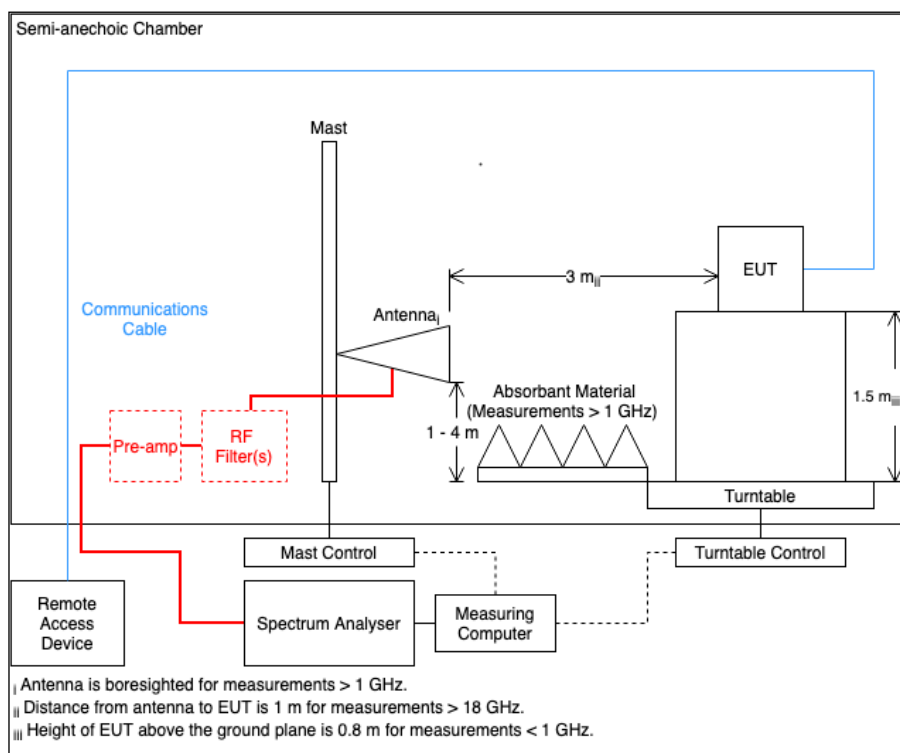 Semi-anechoic Chamber
Mast
EUT
3 mii
Communications
Cable
Antennai
Absorbant Material
(Measurements > 1 GHz)
1.5 miii
1 - 4 m
Pre-amp
RF
Filter(s)
Turntable
Mast Control
Turntable Control
Remote
Access
Device
Spectrum Analyser
Measuring
Computer
i Antenna is boresighted for measurements > 1 GHz.
ii Distance from antenna to EUT is 1 m for measurements > 18 GHz.
iii Height of EUT above the ground plane is 0.8 m for measurements < 1 GHz.